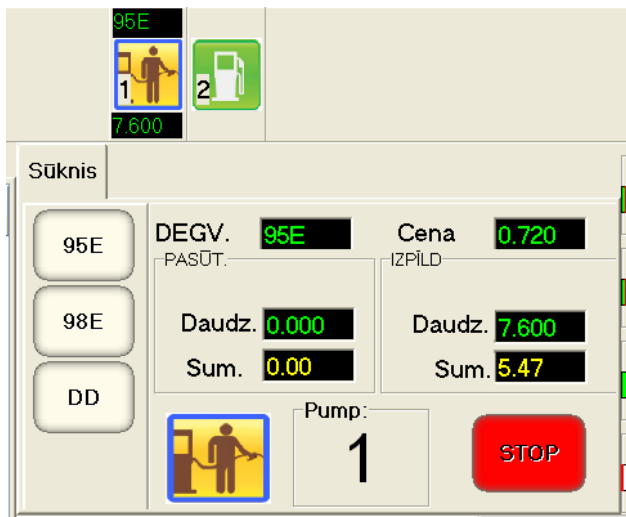 95E
1.
2
7.600
Sūknis
95E
98E
DD
DEGV. 95E
Cena 0.720
PASŪT.
Daudz. 0.000
Sum. 0.00
IZPĪLD
Daudz. 7.600
Sum. 5.47
Pump:
1
STOP